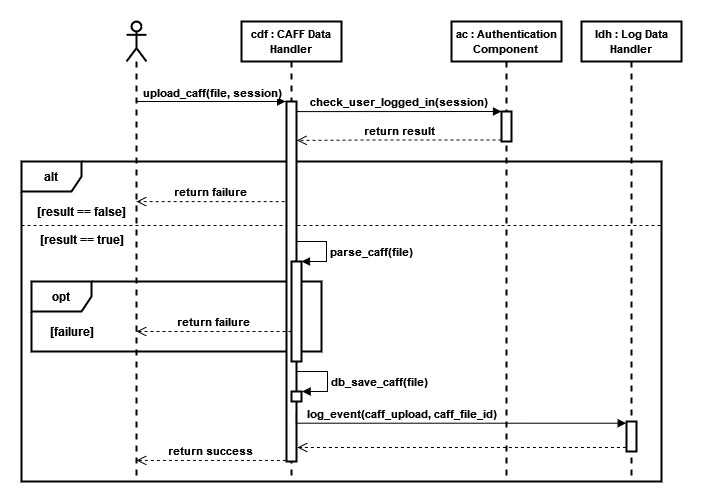 cdf : CAFF Data
Handler
ac : Authentication
Component
ldh : Log Data
Handler
upload_caff(file, session)
check_user_logged_in(session)
return result
alt
return failure
[result == false]
[result == true]
parse_caff(file)
opt
return failure
[failure]
db_save_caff(file)
log_event(caff_upload, caff_file_id)
return success